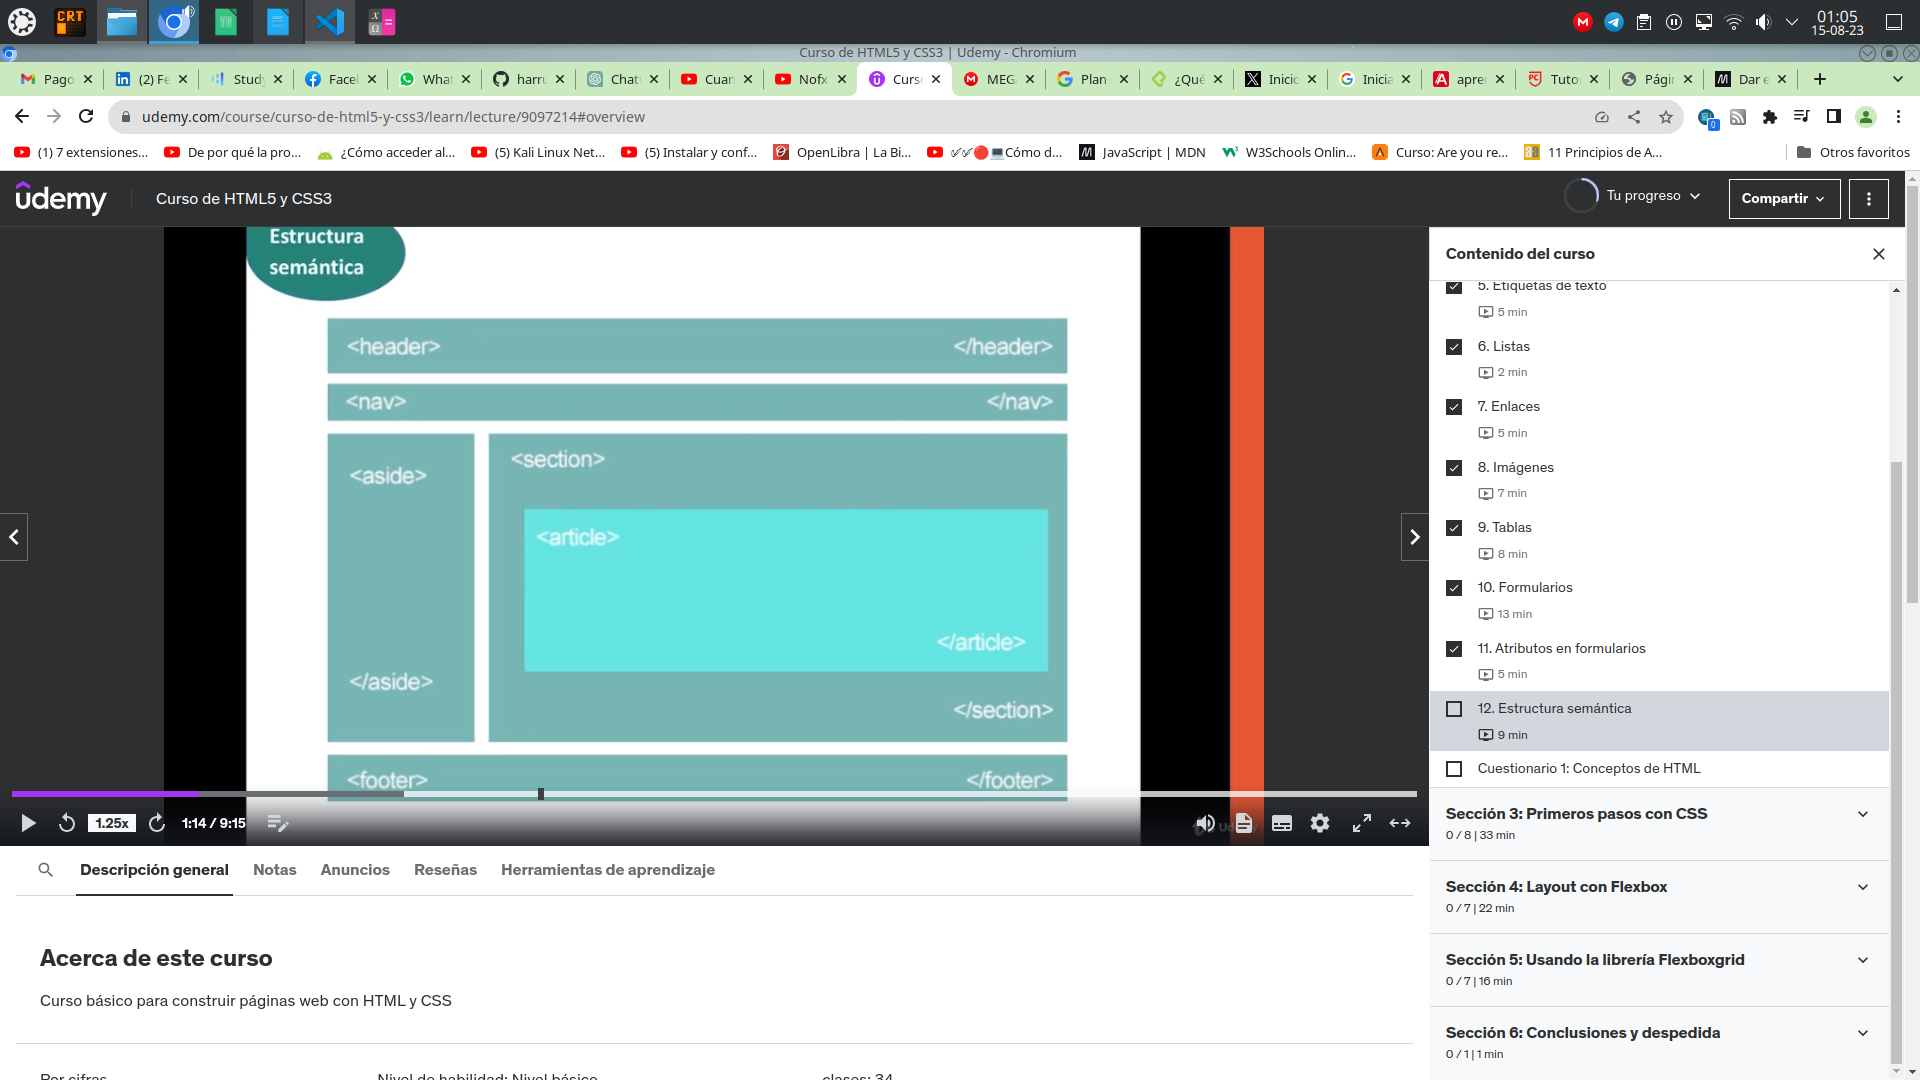 CRT
01:05
15-08-23
Curso de HTML5 y CSS3 | Udemy - Chromium
Pago
(2) Fe
Study
Facel
What
harru
Chat
Cuan
Nofx
Curs
MEG
Plan
¿Qué
Inicio
Inicia
apre
Tuto
Págir
Dar e
udemy.com/course/curso-de-html5-y-css3/learn/lecture/9097214#overview
(1) 7 extensiones...
De por qué la pro...
¿Cómo acceder al...
(5) Kali Linux Net...
(5) Instalar y conf...
OpenLibra | La Bi...
✓✓🔴💻Cómo d...
JavaScript | MDN
W3Schools Onlin...
Curso: Are you re...
11 Principios de A...
Otros favoritos
udemy
Curso de HTML5 y CSS3
Tu progreso
Compartir
Estructura
semántica
<header>
</header>
<nav>
</nav>
<aside>
</aside>
<section>
<article>
</article>
</section>
<footer>
</footer>
1.25x
1:14 / 9:15
Contenido del curso
5. Etiquetas de texto
5 min
6. Listas
2 min
7. Enlaces
5 min
8. Imágenes
7 min
9. Tablas
8 min
10. Formularios
13 min
11. Atributos en formularios
5 min
12. Estructura semántica
9 min
Cuestionario 1: Conceptos de HTML
Sección 3: Primeros pasos con CSS
0 / 8 | 33 min
Sección 4: Layout con Flexbox
0 / 7 | 22 min
Sección 5: Usando la librería Flexboxgrid
0 / 7 | 16 min
Sección 6: Conclusiones y despedida
0 / 1 | 1 min
Descripción general
Notas
Anuncios
Reseñas
Herramientas de aprendizaje
Acerca de este curso
Curso básico para construir páginas web con HTML y CSS
Por cifras
Nivel de habilidad: Nivel básico
clases: 34